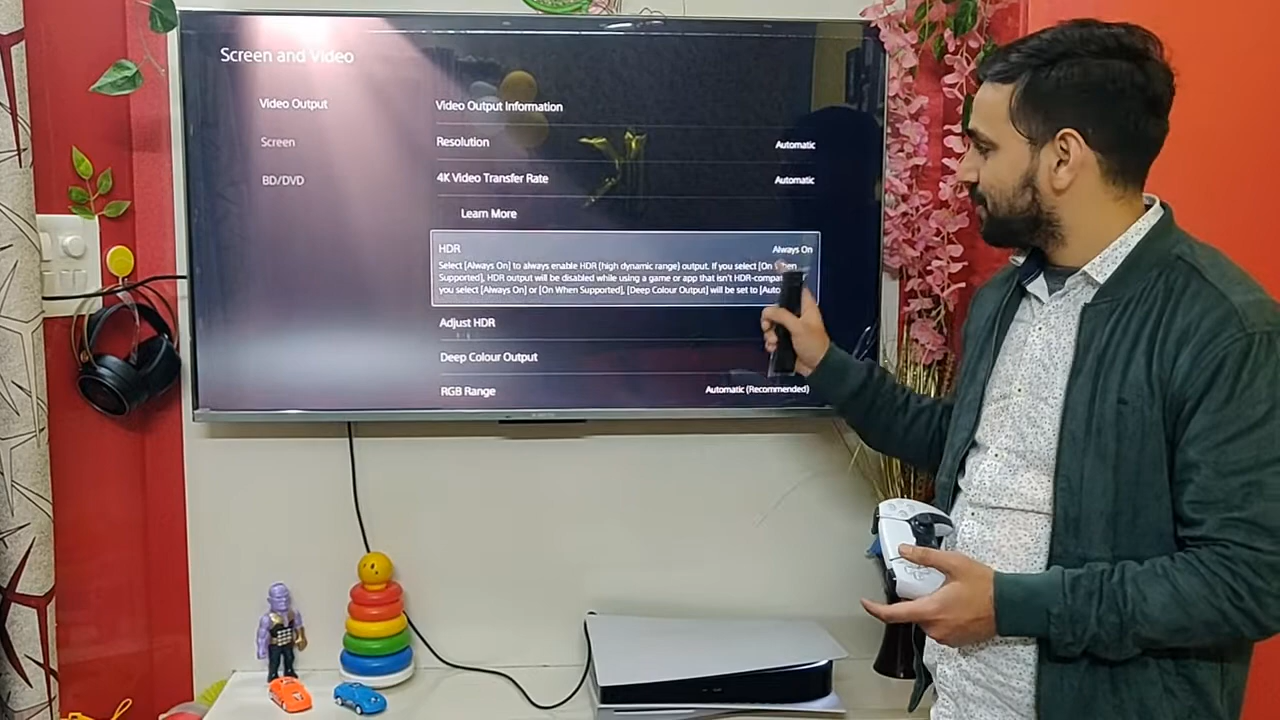 Screen and Video
Video Output
Screen
BD/DVD
Video Output Information
Resolution Automatic
4K Video Transfer Rate Automatic
Learn More
HDR Always On
Select [Always On] to always enable HDR (high dynamic range) output. If you select [On When
Supported], HDR output will be disabled while using a game or app that isn't
you select [Always On] or [On When Supported], [Deep Colour Output] will be set to
Adjust HDR
Deep Colour Output
RGB Range Automatic (Recommended)